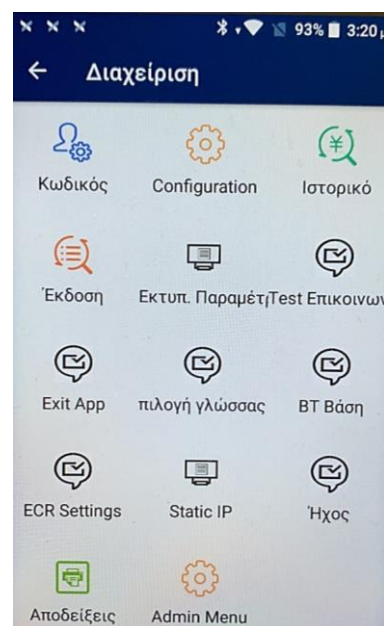 93% 3:20
Διαχείριση
Κωδικός Configuration Ιστορικό
Έκδοση Εκτυπ. Παραμέτρ Test Επικοινων
Exit App πιλογή γλώσσας BT Βάση
ECR Settings Static IP Ήχος
Αποδείξεις Admin Menu